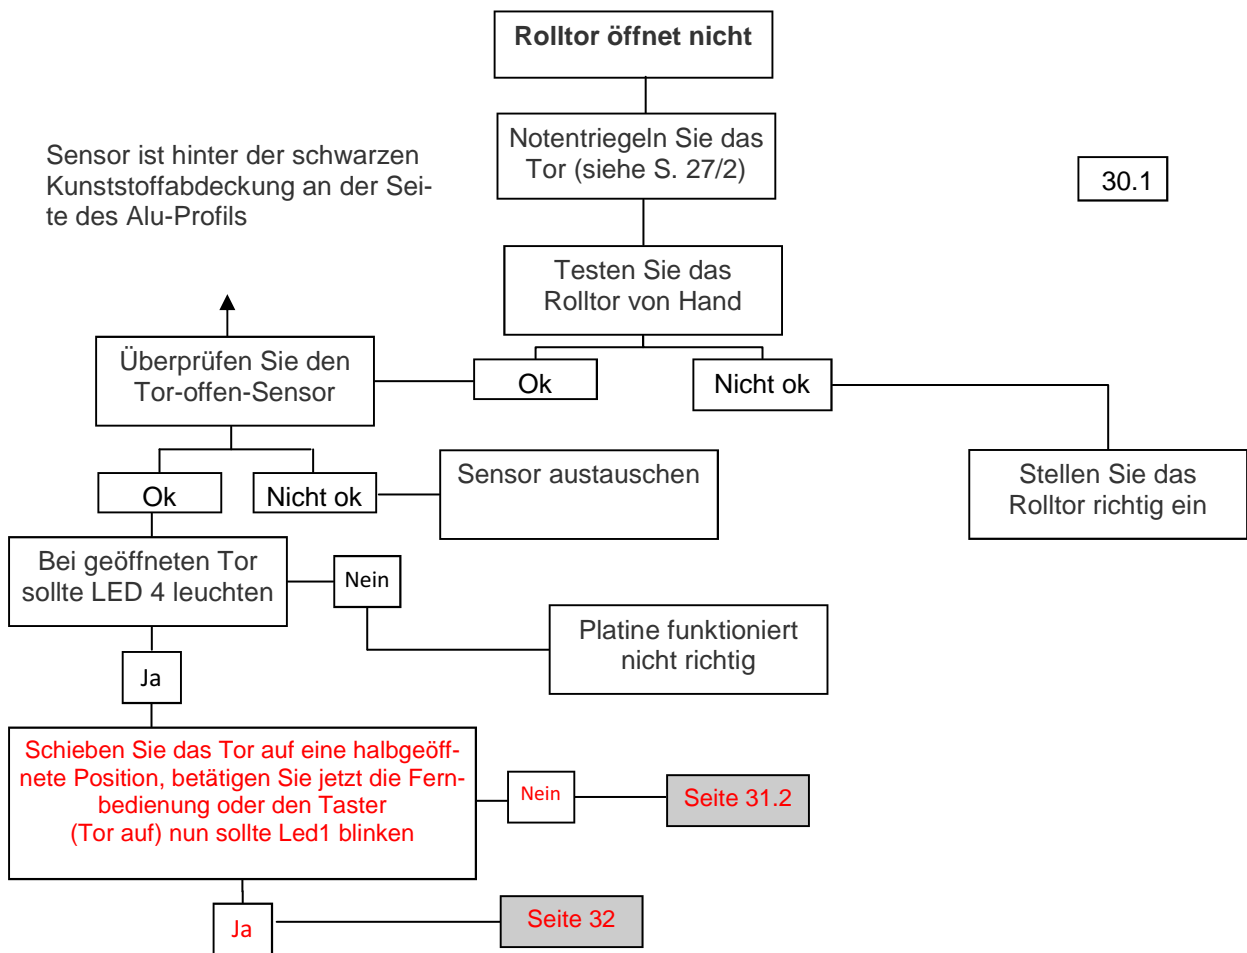 Rolltor öffnet nicht
Notentriegeln Sie das
Tor (siehe S. 27/2)
Sensor ist hinter der schwarzen
Kunststoffabdeckung an der Sei-
te des Alu-Profils
30.1
Testen Sie das
Rolltor von Hand
Überprüfen Sie den
Tor-offen-Sensor
Ok
Nicht ok
Ok
Nicht ok
Sensor austauschen
Stellen Sie das
Rolltor richtig ein
Bei geöffneten Tor
sollte LED 4 leuchten
Nein
Platine funktioniert
nicht richtig
Ja
Schieben Sie das Tor auf eine halbgeöff-
nete Position, betätigen Sie jetzt die Fern-
bedienung oder den Taster
(Tor auf) nun sollte Led1 blinken
Nein
Seite 31.2
Ja
Seite 32